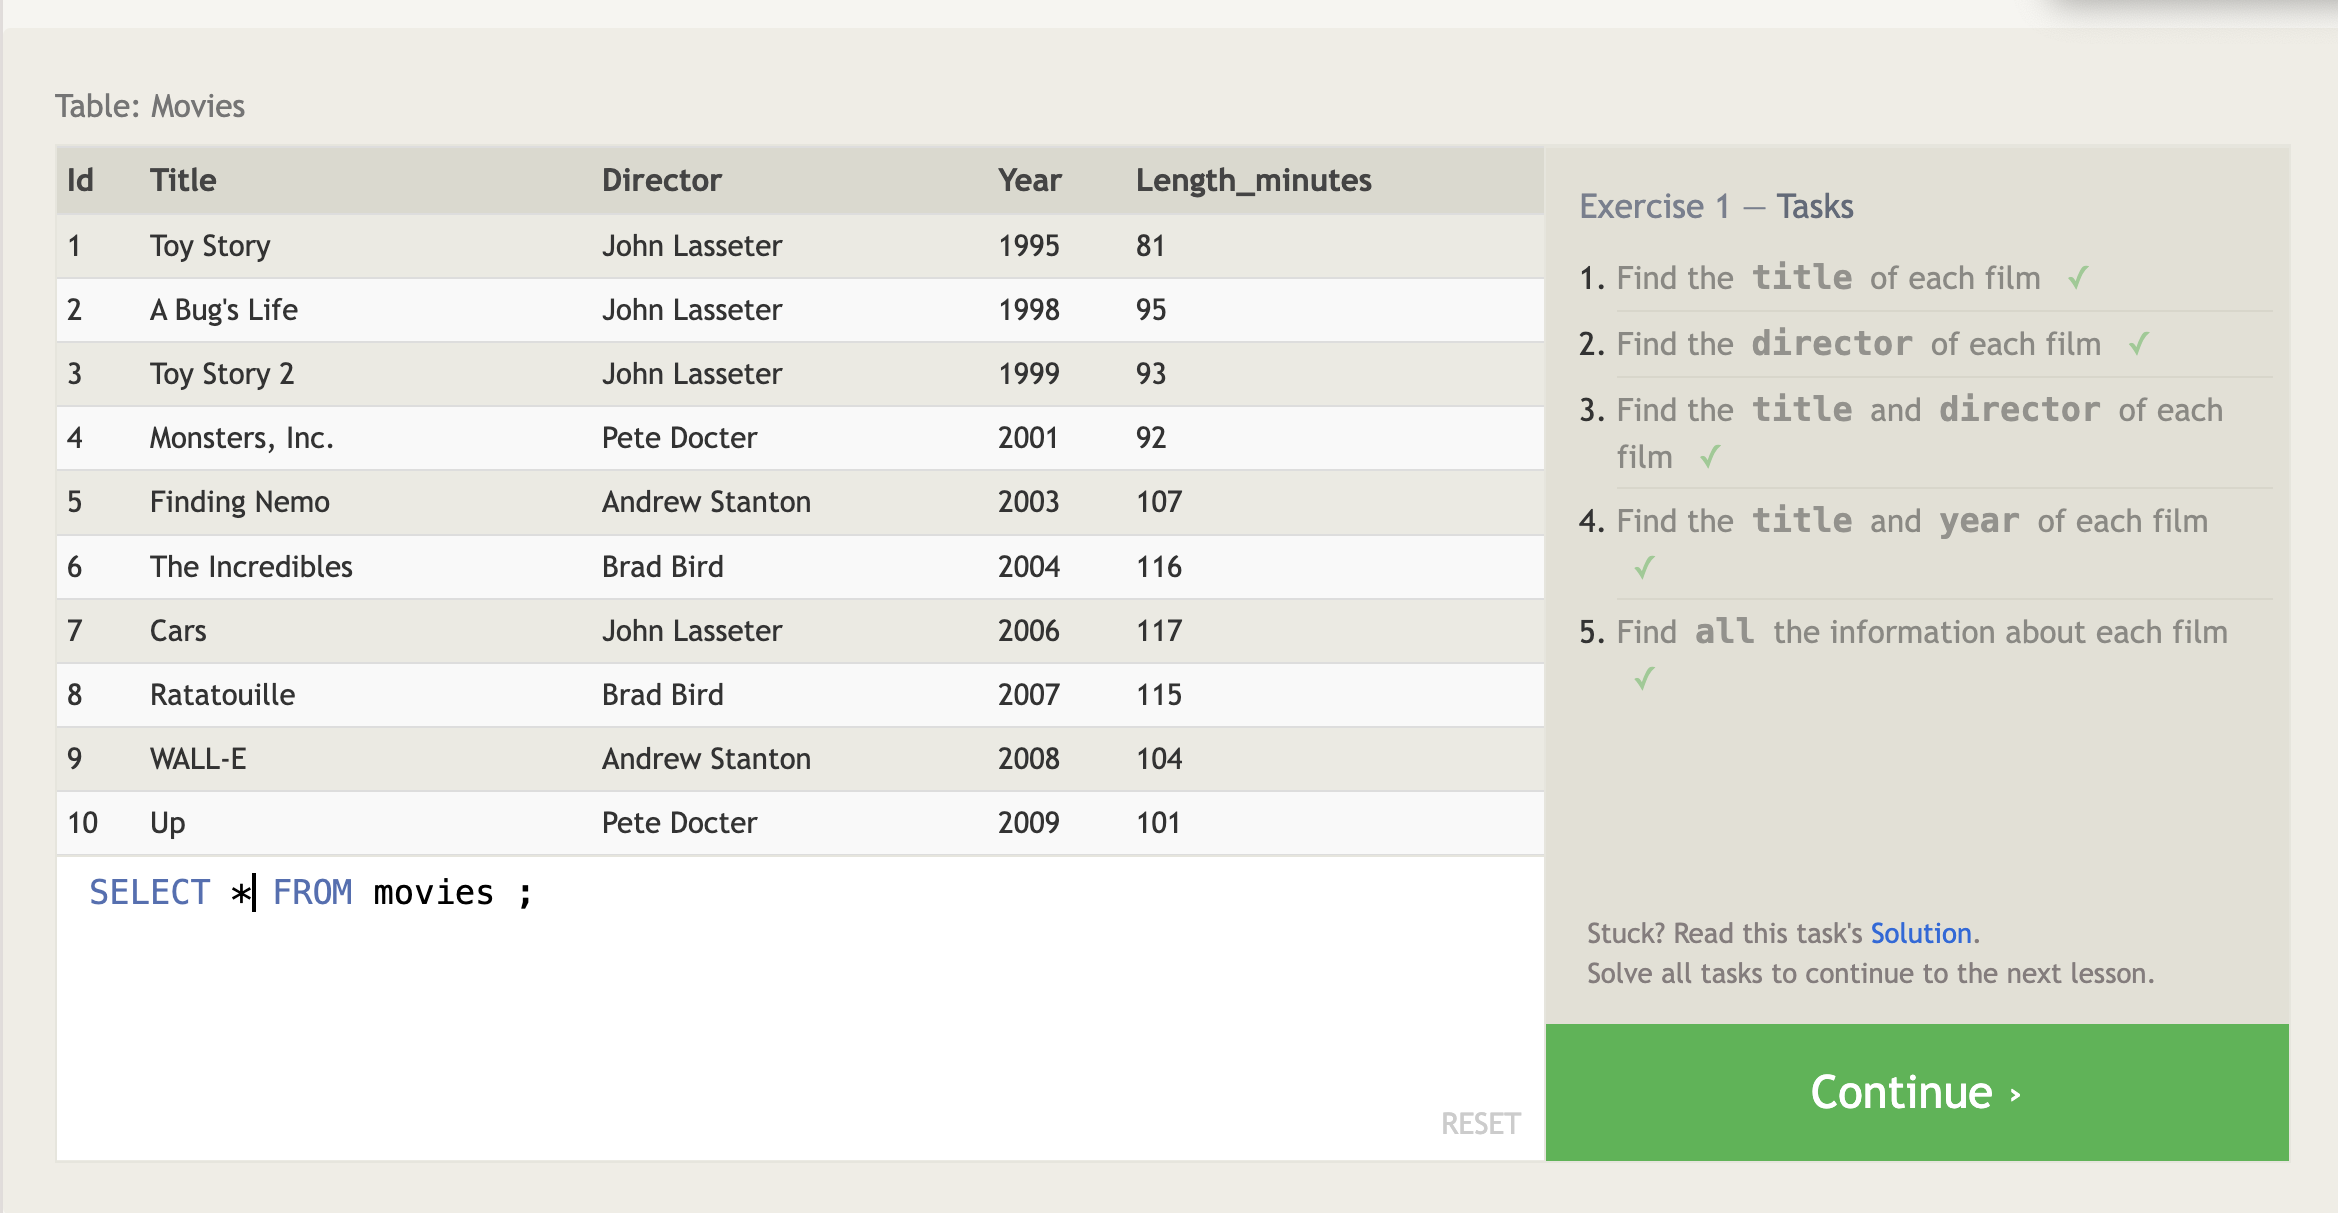 Table: Movies
Id Title Director Year Length_minutes
1 Toy Story John Lasseter 1995 81
2 A Bug's Life John Lasseter 1998 95
3 Toy Story 2 John Lasseter 1999 93
4 Monsters, Inc. Pete Docter 2001 92
5 Finding Nemo Andrew Stanton 2003 107
6 The Incredibles Brad Bird 2004 116
7 Cars John Lasseter 2006 117
8 Ratatouille Brad Bird 2007 115
9 WALL-E Andrew Stanton 2008 104
10 Up Pete Docter 2009 101
SELECT * FROM movies ;
RESET
Exercise 1 — Tasks
1. Find the title of each film ✓
2. Find the director of each film ✓
3. Find the title and director of each
film ✓
4. Find the title and year of each film
✓
5. Find all the information about each film
✓
Stuck? Read this task's Solution.
Solve all tasks to continue to the next lesson.
Continue ›